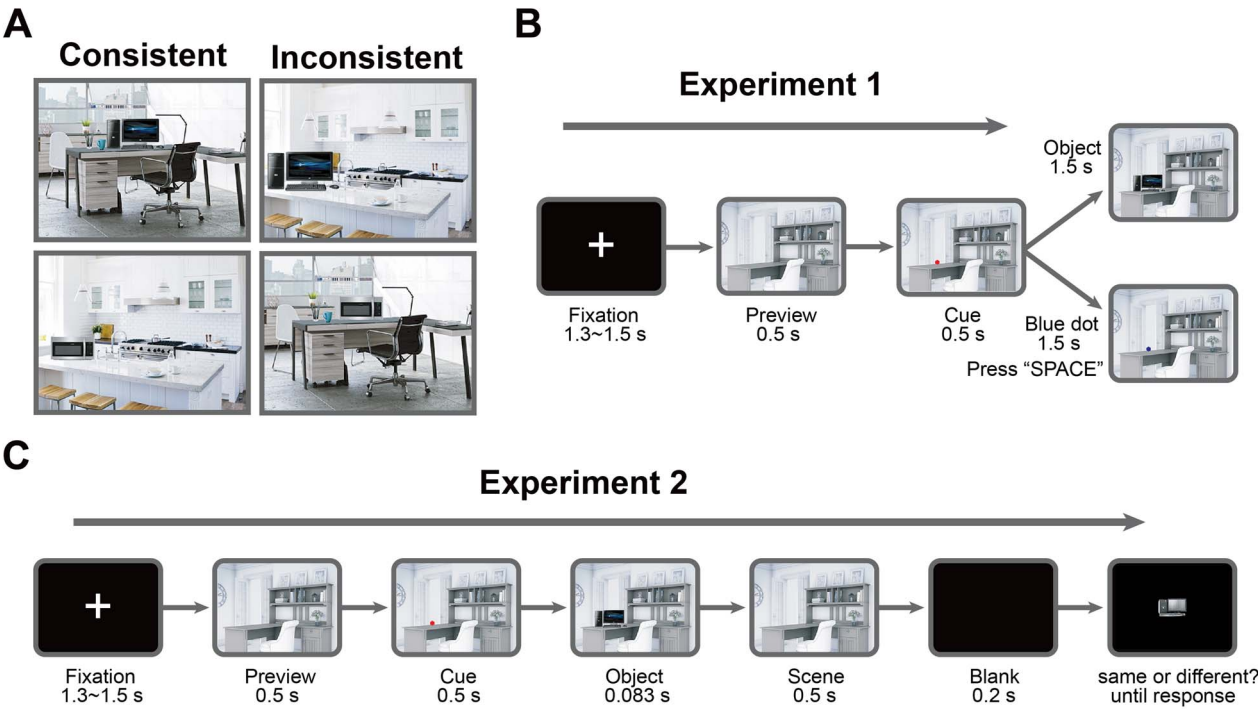 A
Consistent
Inconsistent
B
Experiment 1
Fixation
1.3~1.5 s
Preview
0.5 s
Cue
0.5 s
Object
1.5 s
Blue dot
1.5 s
Press “SPACE”
C
Experiment 2
Fixation
1.3~1.5 s
Preview
0.5 s
Cue
0.5 s
Object
0.083 s
Scene
0.5 s
Blank
0.2 s
same or different?
until response